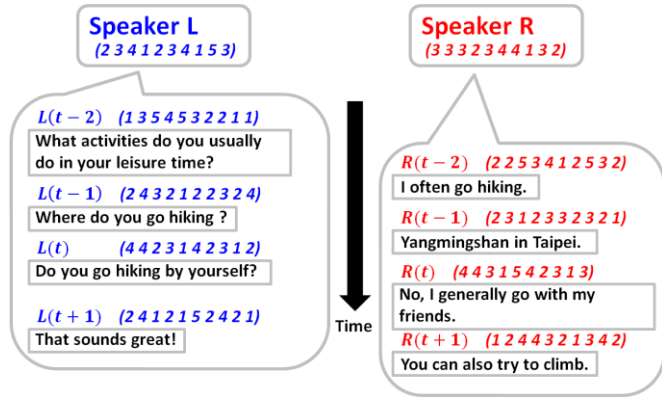 Speaker L
(2 3 4 1 2 3 4 1 5 3)
L(t − 2) (1 3 5 4 5 3 2 2 1 1)
What activities do you usually
do in your leisure time?
L(t − 1) (2 4 3 2 1 2 2 3 2 4)
Where do you go hiking ?
L(t) (4 4 2 3 1 4 2 3 1 2)
Do you go hiking by yourself?
L(t + 1) (2 4 1 2 1 5 2 4 2 1)
That sounds great!
Time
Speaker R
(3 3 3 2 3 4 4 1 3 2)
R(t − 2) (2 2 5 3 4 1 2 5 3 2)
I often go hiking.
R(t − 1) (2 3 1 2 3 3 2 3 2 1)
Yangmingshan in Taipei.
R(t) (4 4 3 1 5 4 2 3 1 3)
No, I generally go with my
friends.
R(t + 1) (1 2 4 4 3 2 1 3 4 2)
You can also try to climb.